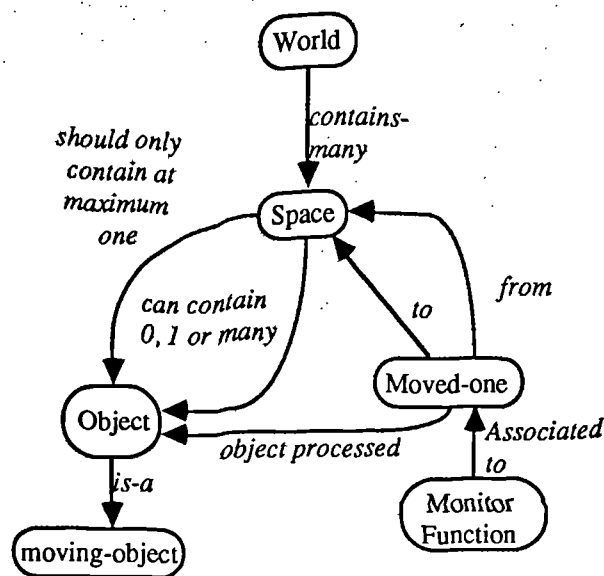 World
contains-
many
should only
contain at
maximum
one
Space
from
to
can contain
0, 1 or many
Moved-one
Object
object processed
Associated
to
is-a
Monitor
Function
moving-object